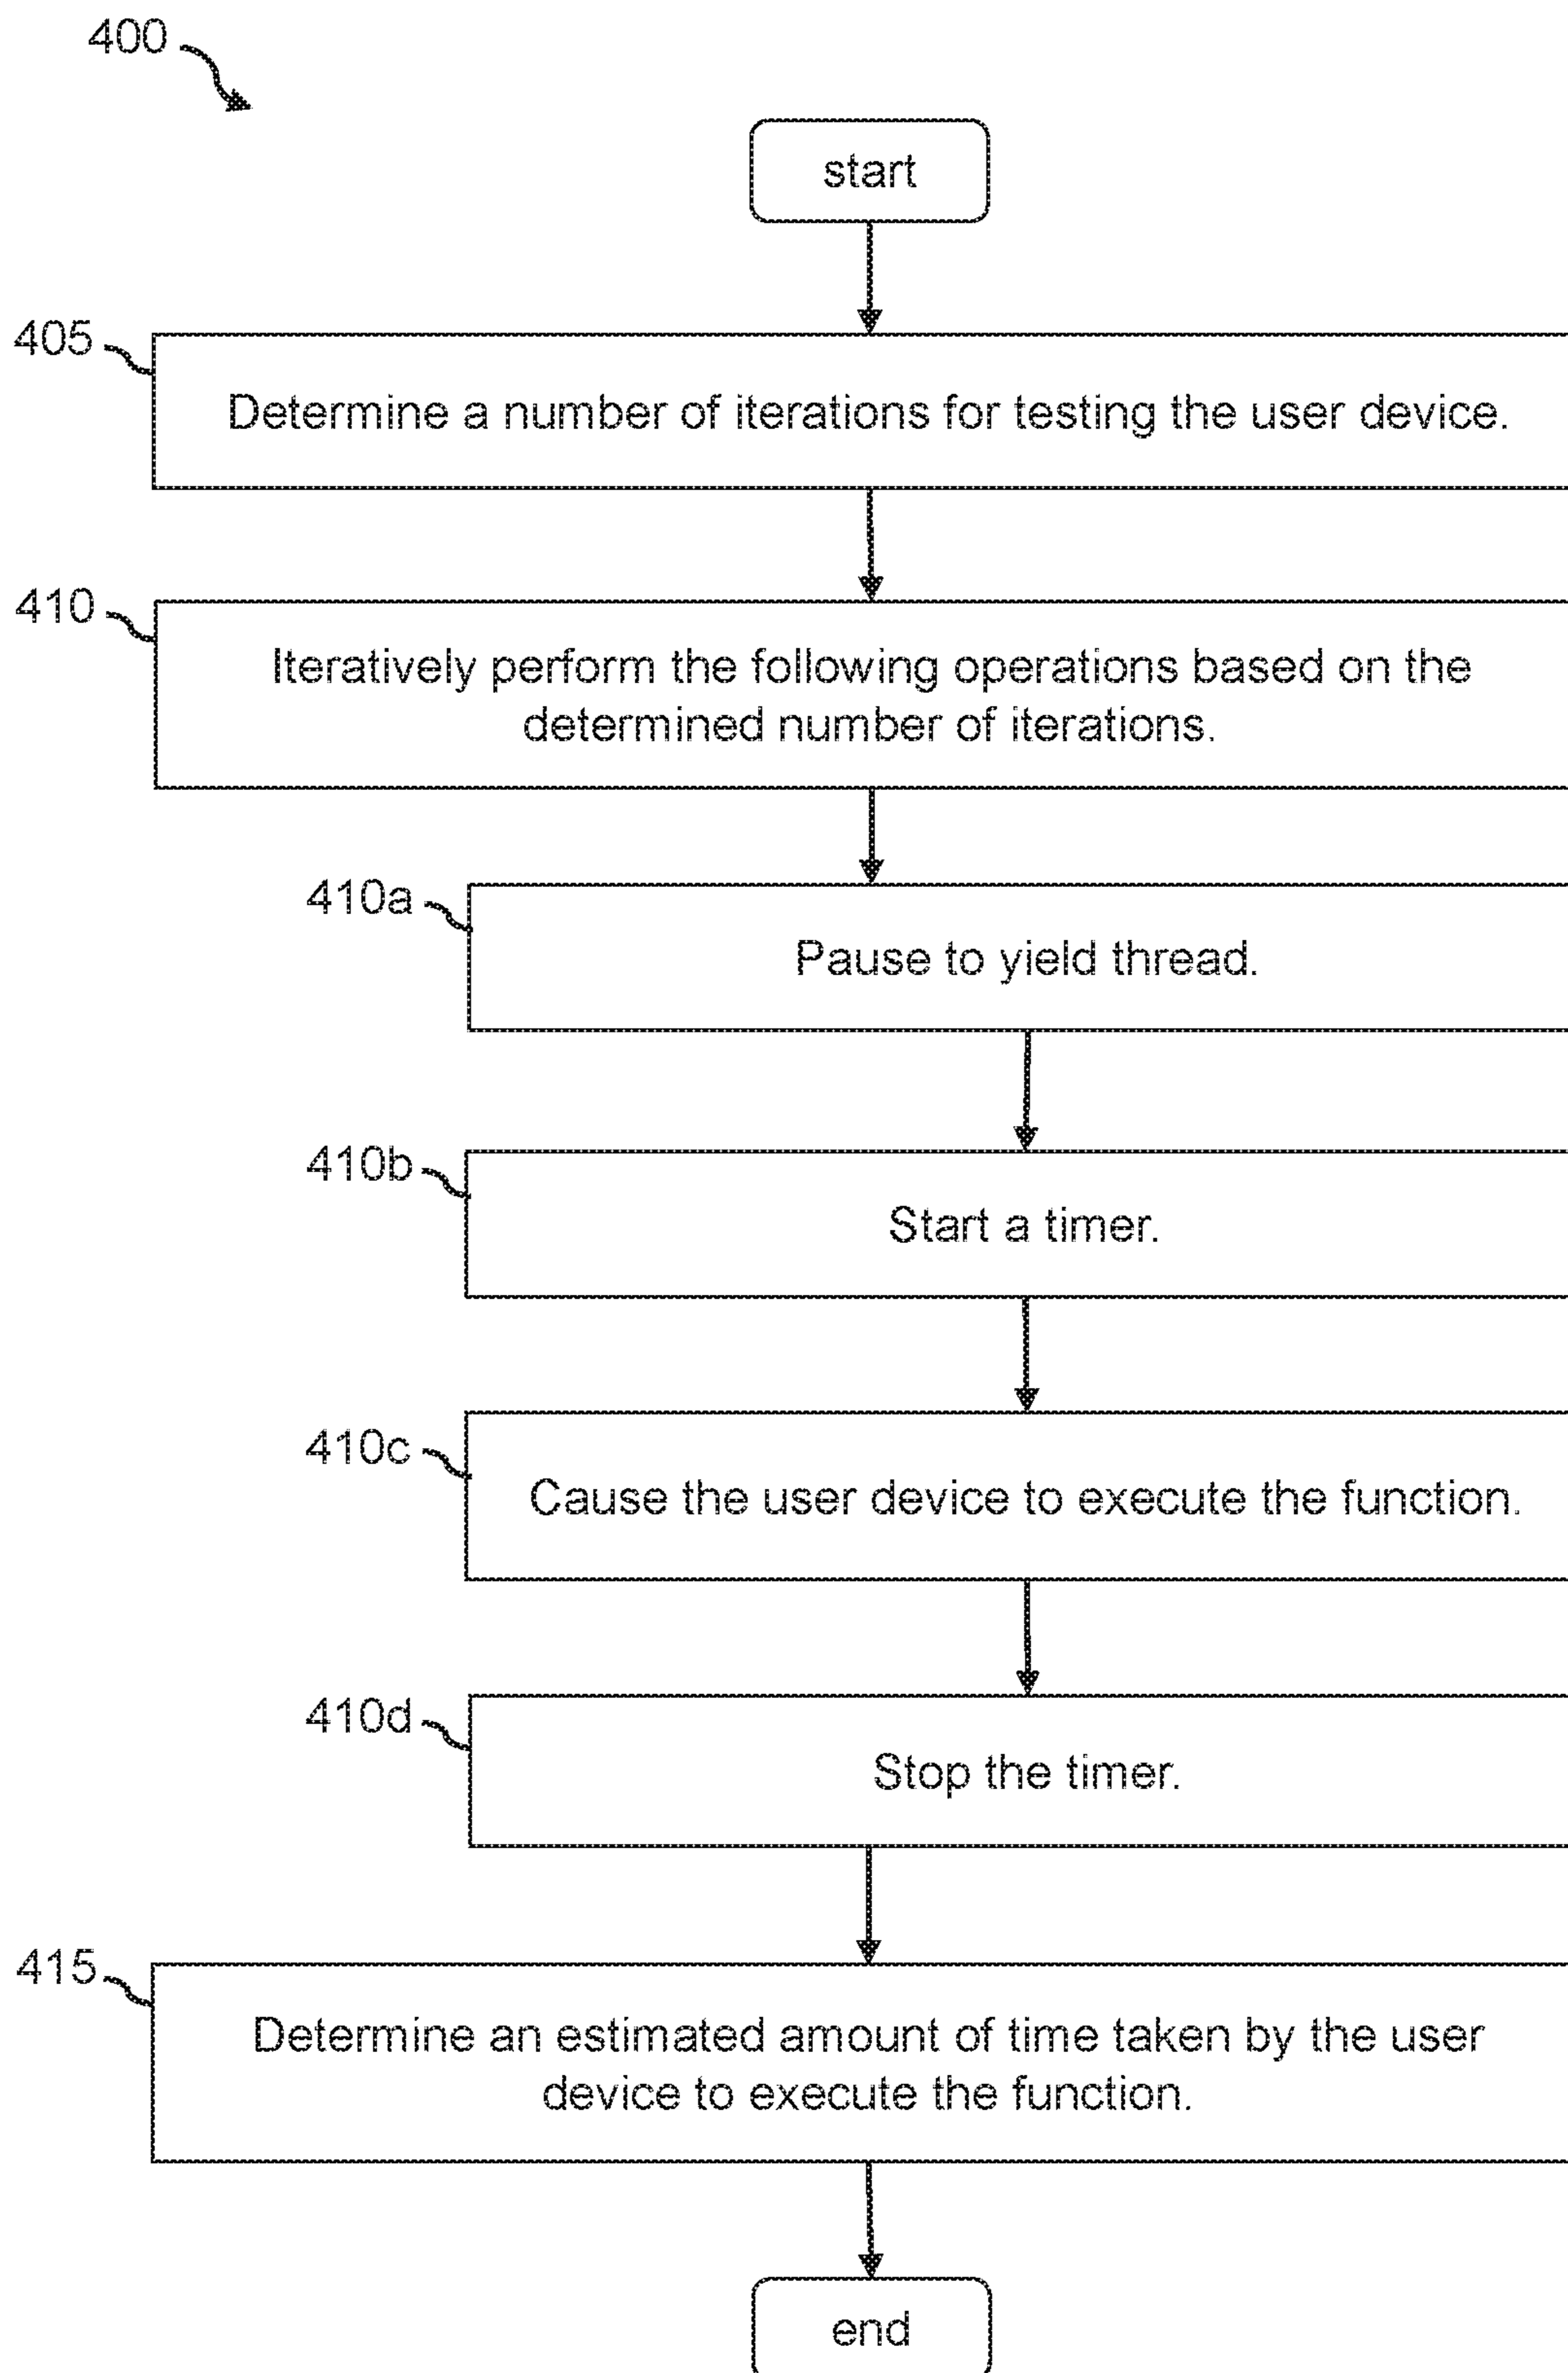 400
start
405
Determine a number of iterations for testing the user device.
410
Iteratively perform the following operations based on the
determined number of iterations.
410a
Pause to yield thread.
410b
Start a timer.
410c
Cause the user device to execute the function.
410d
Stop the timer.
415
Determine an estimated amount of time taken by the user
device to execute the function.
end